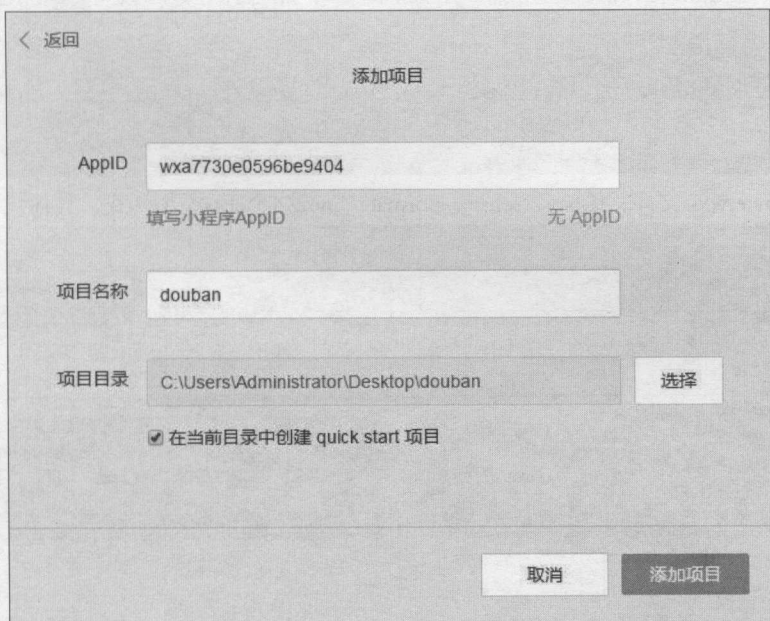 < 返回
添加项目
AppID wxa7730e0596be9404
填写小程序AppID 无 AppID
项目名称 douban
项目目录 C:\Users\Administrator\Desktop\douban 选择
在当前目录中创建 quick start 项目
取消 添加项目